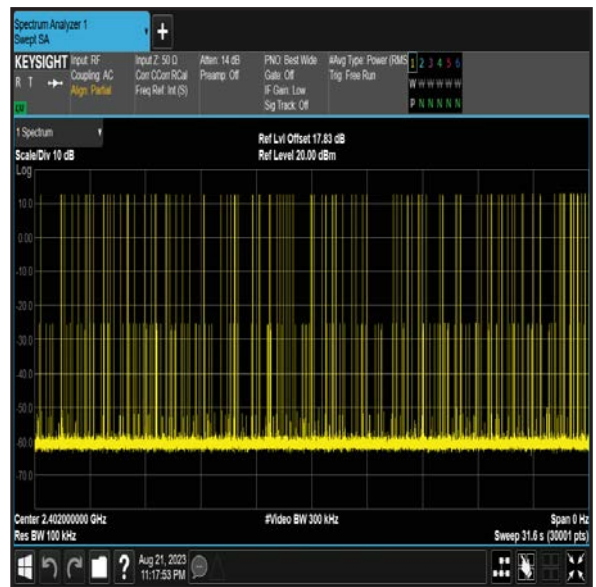 Spectrum Analyzer 1
Swept SA
+
KEYSIGHT
R T
Input: RF
Coupling: AC
Align: Partial
Input Z: 50 Ω
Corr CCorr RCal
Freq Ref: Int (S)
Atten: 14 dB
Preamp: Off
PNO: Best Wide
Gate: Off
IF Gain: Low
Sig Track: Off
#Avg Type: Power (RMS
Trig: Free Run
1 2 3 4 5 6
W W W W W W
P N N N N N
1 Spectrum
Scale/Div 10 dB
Ref Lvl Offset 17.83 dB
Ref Level 20.00 dBm
Log
10.0
0.00
-10.0
-20.0
-30.0
-40.0
-50.0
-60.0
-70.0
Center 2.402000000 GHz
#Video BW 300 kHz
Span 0 Hz
Res BW 100 kHz
Sweep 31.6 s (30001 pts)
?
Aug 21, 2023
11:17:53 PM